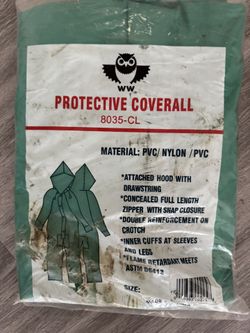 WW
PROTECTIVE COVERALL
8035-CL
MATERIAL: PVC/ NYLON /PVC
*ATTACHED HOOD WITH
DRAWSTRING
*CONCEALED FULL LENGTH
ZIPPER WITH SNAP CLOSURE
*DOUBLE REINFORCEMENT ON
CROTCH
*INNER CUFFS AT SLEEVES
AND LEGS
*FLAME RETARDANT MEETS
ASTM D6413
SIZE: